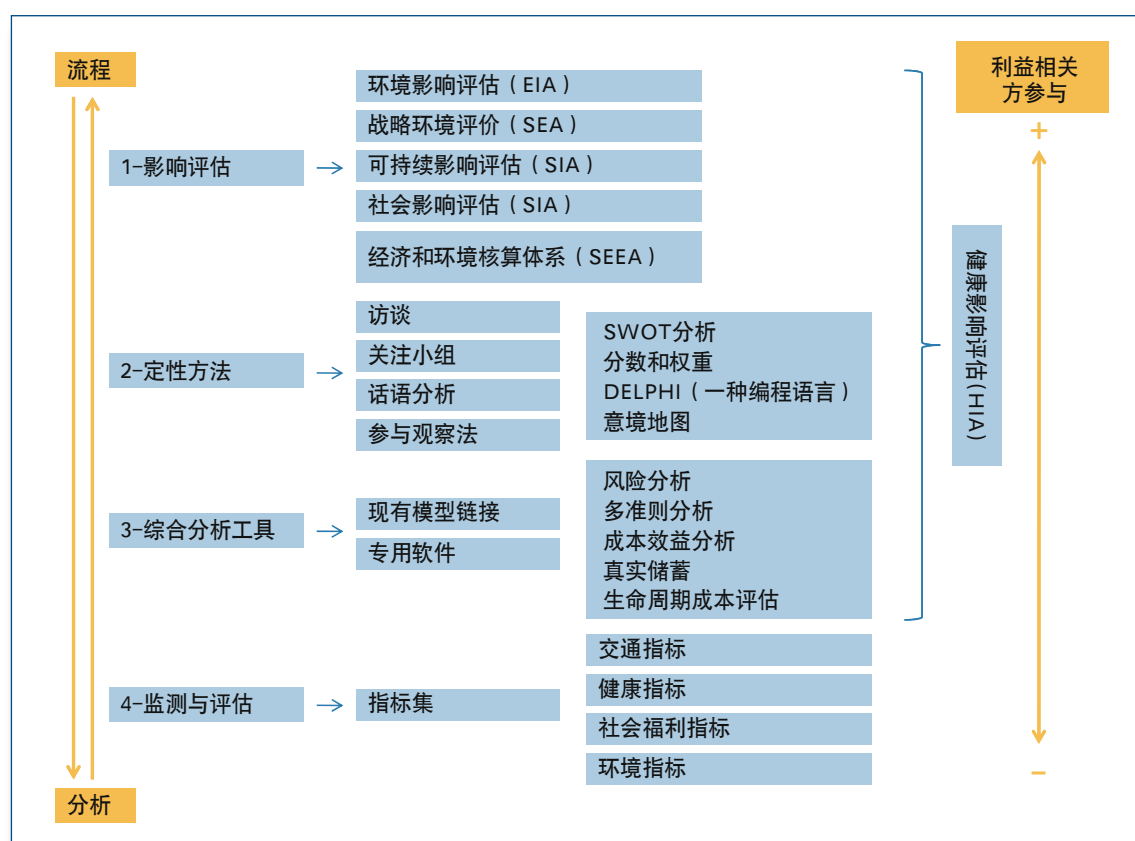 流程
利益相关
方参与
+
环境影响评估（EIA）
战略环境评价（SEA）
1-影响评估
可持续影响评估（SIA）
社会影响评估（SIA）
经济和环境核算体系（SEEA）
访谈
2-定性方法
关注小组
话语分析
参与观察法
SWOT分析
分数和权重
DELPHI（一种编程语言）
意境地图
健康影响评估(HIA)
3-综合分析工具
现有模型链接
专用软件
风险分析
多准则分析
成本效益分析
真实储蓄
生命周期成本评估
4-监测与评估
指标集
交通指标
健康指标
社会福利指标
环境指标
–
分析